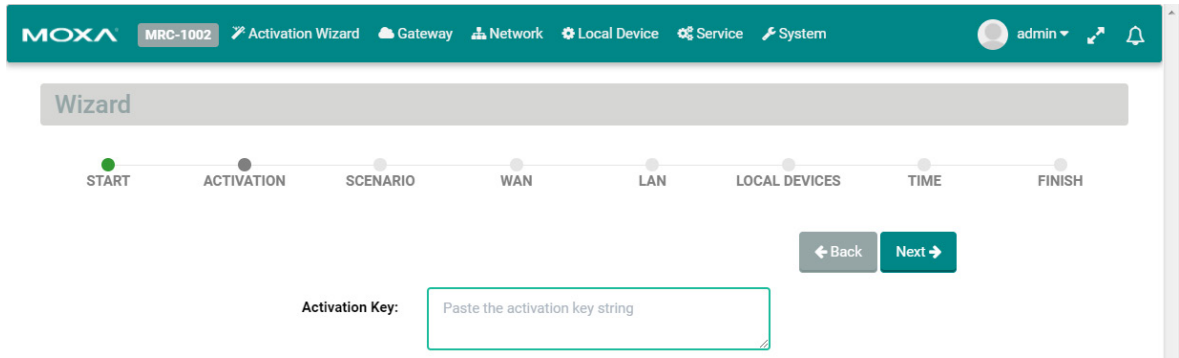 MOXA MRC-1002 Activation Wizard Gateway Network Local Device Service System admin
Wizard
START ACTIVATION SCENARIO WAN LAN LOCAL DEVICES TIME FINISH
Back Next
Activation Key: Paste the activation key string